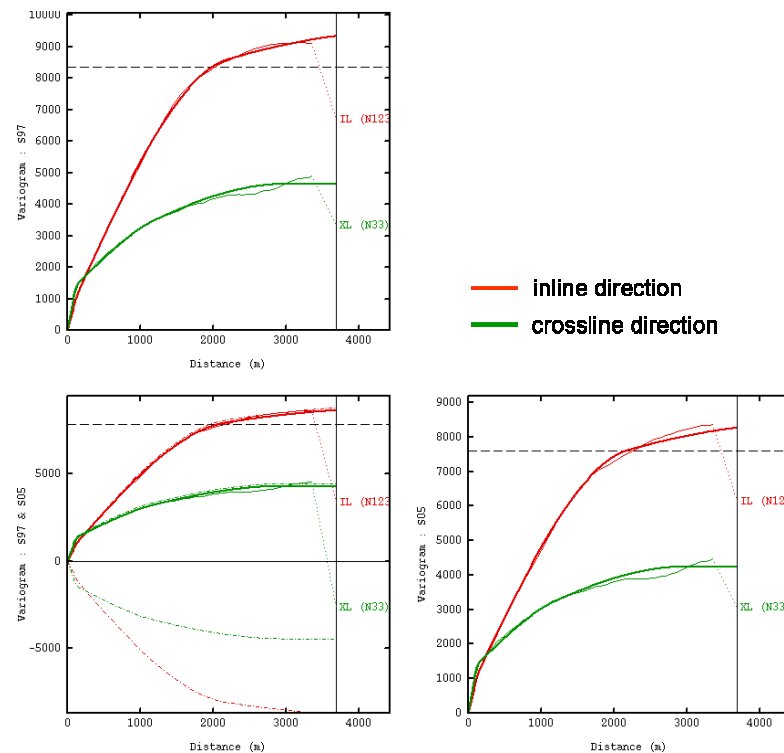 10000
9000
8000
7000
6000
5000
4000
3000
2000
1000
0
Variogram : S97
IL (N123
XL (N33)
0 1000 2000 3000 4000
Distance (m)
inline direction
crossline direction
5000
0
-5000
Variogram : S97 & S05
IL (N123
XL (N33)
0 1000 2000 3000 4000
Distance (m)
9000
8000
7000
6000
5000
4000
3000
2000
1000
0
Variogram : S05
IL (N12
XL (N33
0 1000 2000 3000 4000
Distance (m)